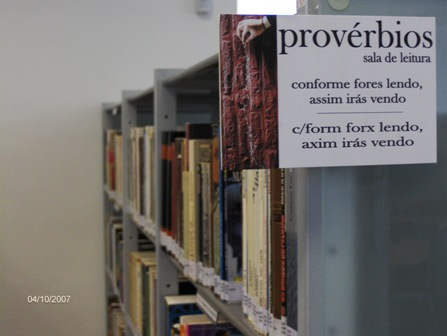 provérbios
sala de leitura
conforme fores lendo,
assim irás vendo
c/form forx lendo,
axim irás vendo
04/10/2007